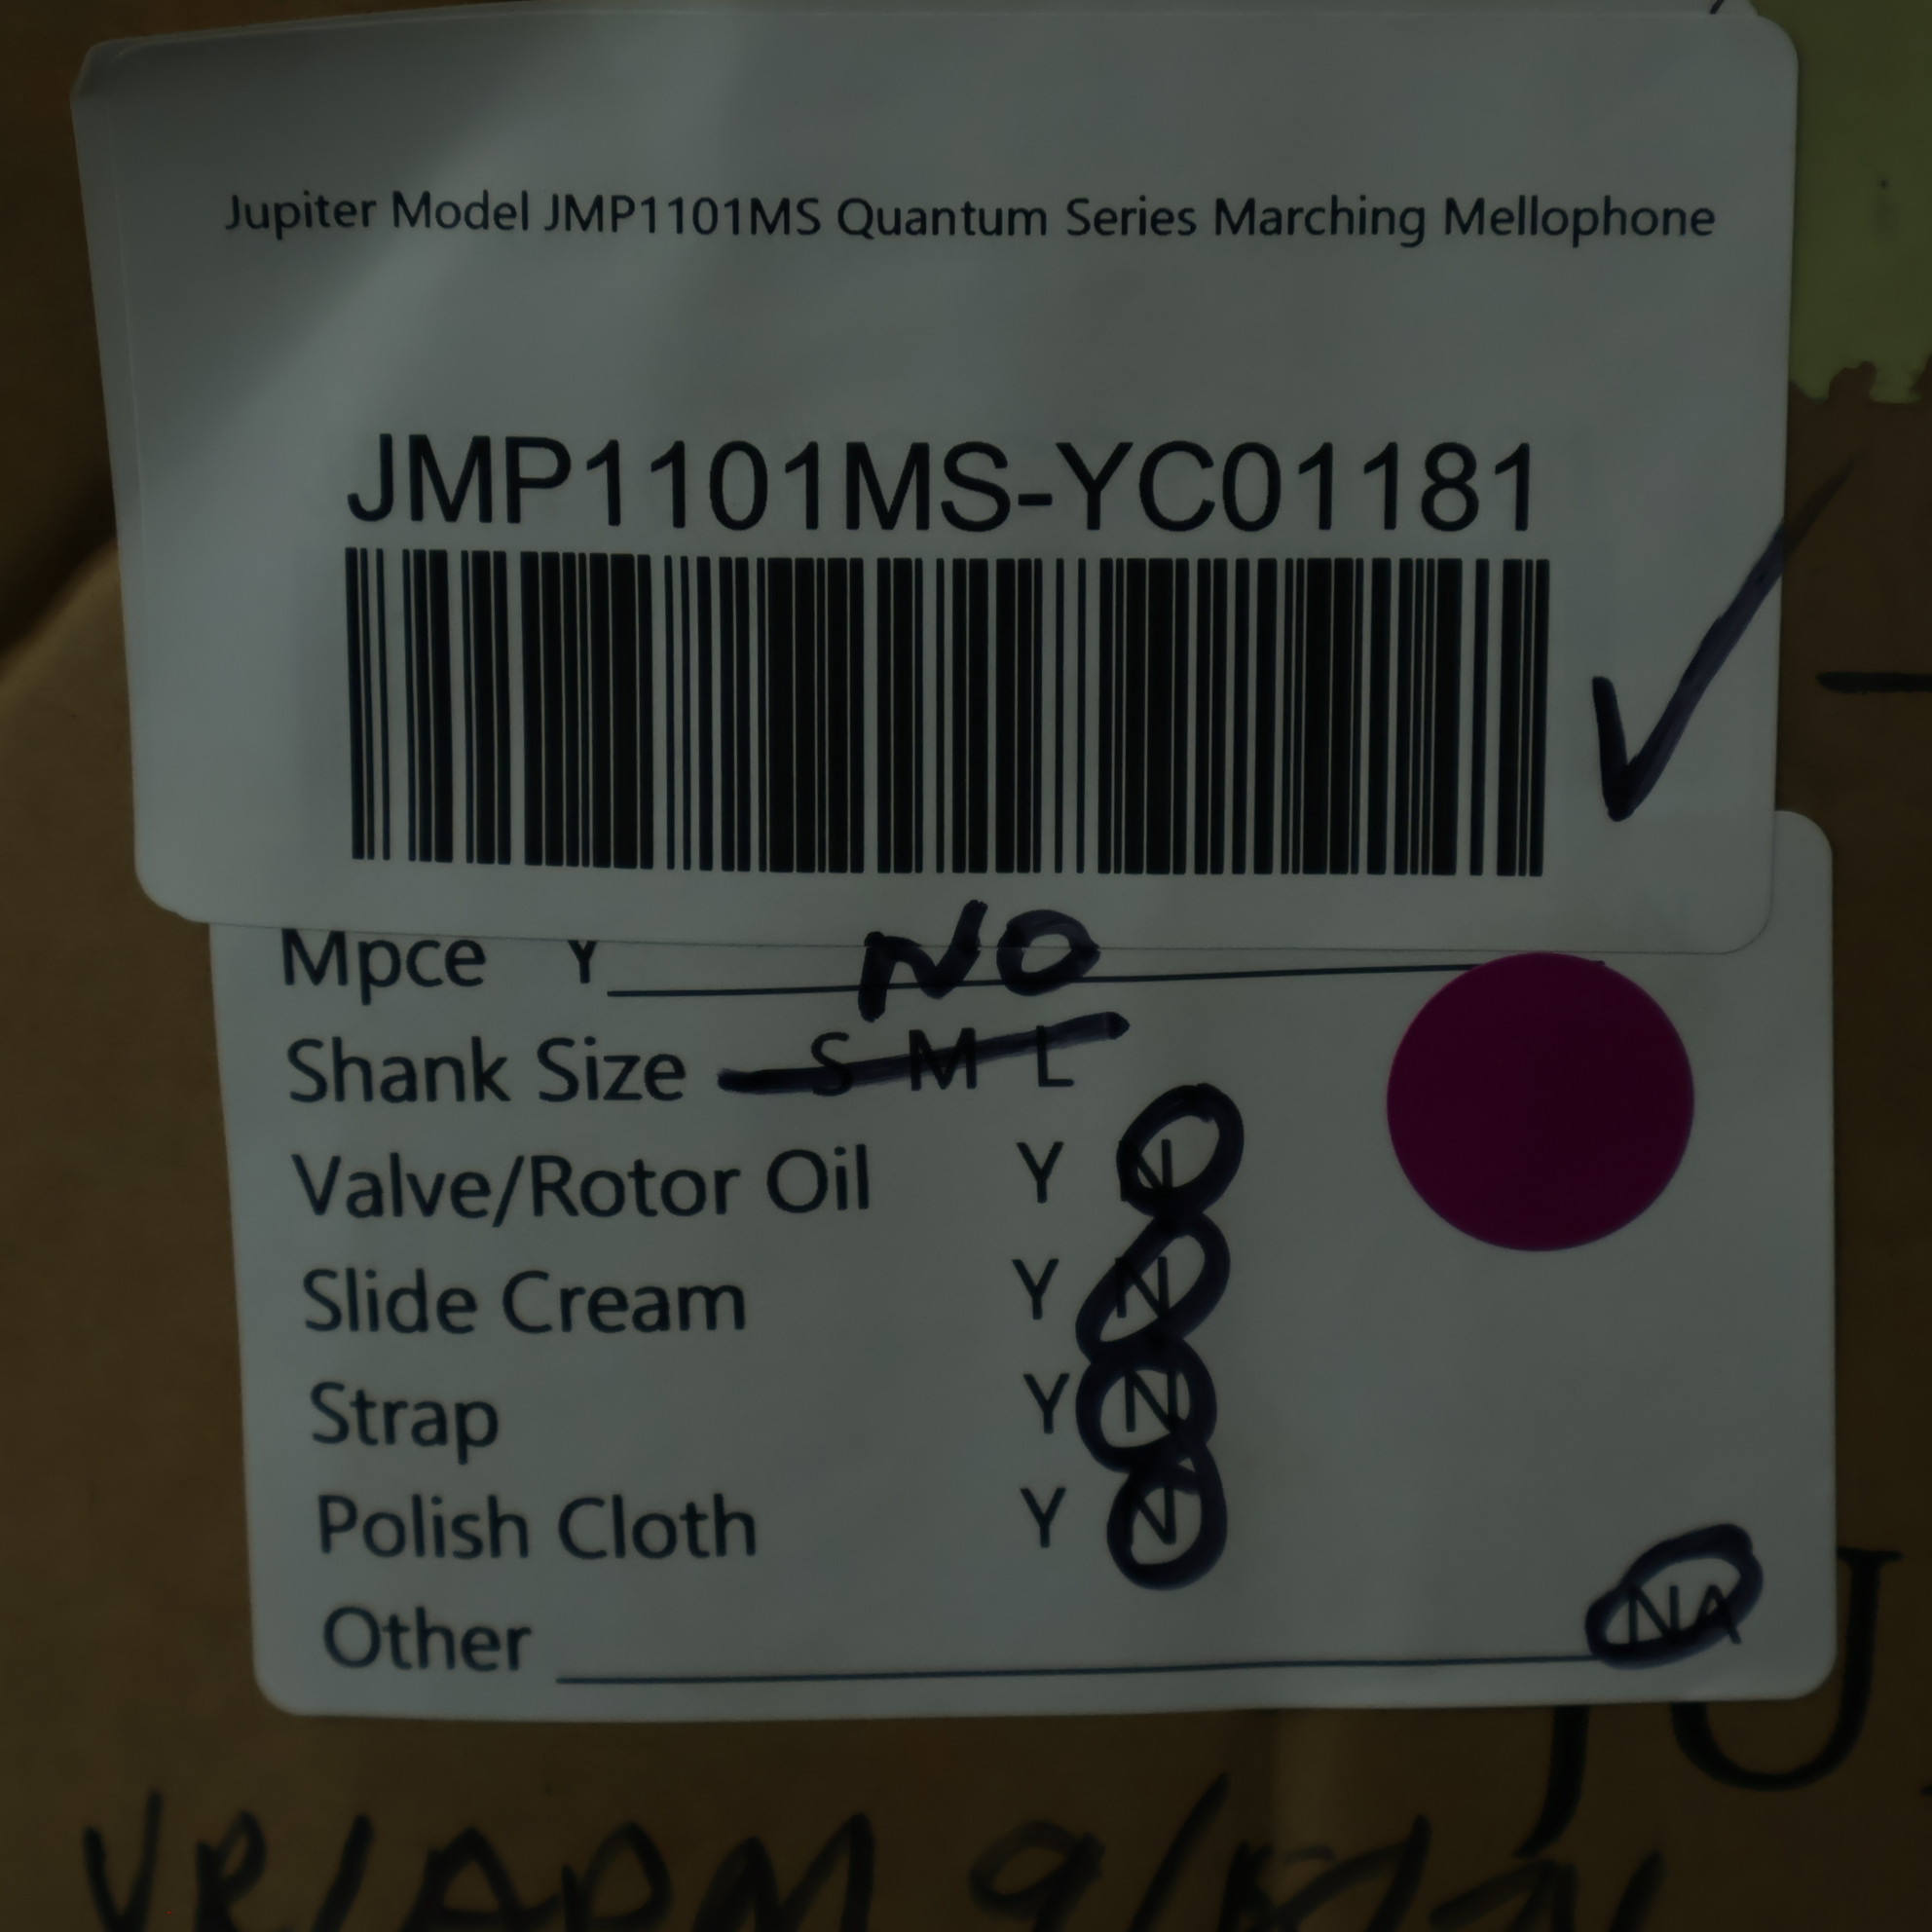 Jupiter Model JMP1101MS Quantum Series Marching Mellophone
JMP1101MS-YC01181
Mpce Y NO
Shank Size S M L
Valve/Rotor Oil Y N
Slide Cream Y N
Strap Y N
Polish Cloth Y N
Other NA
JU